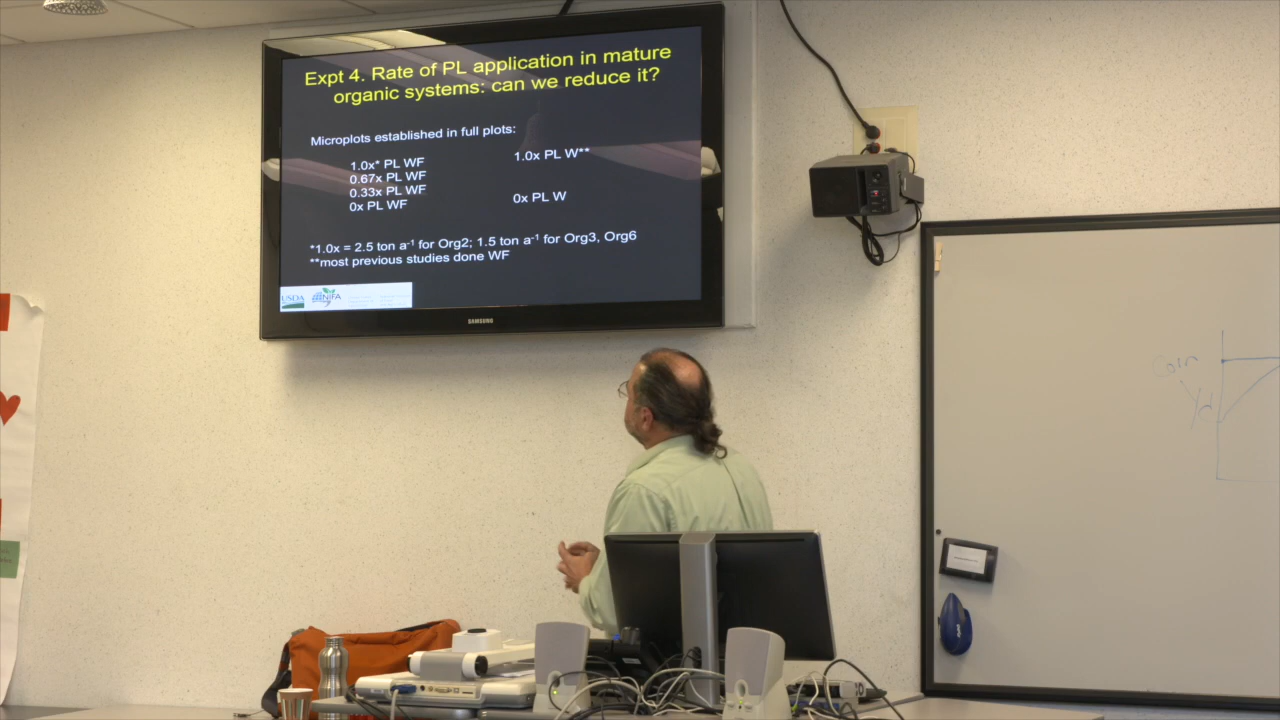 Expt 4. Rate of PL application in mature
organic systems: can we reduce it?
Microplots established in full plots:
1.0x* PL WF
1.0x PL W**
0.67x PL WF
0.33x PL WF
0x PL WF
0x PL W
*1.0x = 2.5 ton a⁻¹ for Org2; 1.5 ton a⁻¹ for Org3, Org6
**most previous studies done WF
USDA
NIFA
SAMSUNG
Corn
Yd